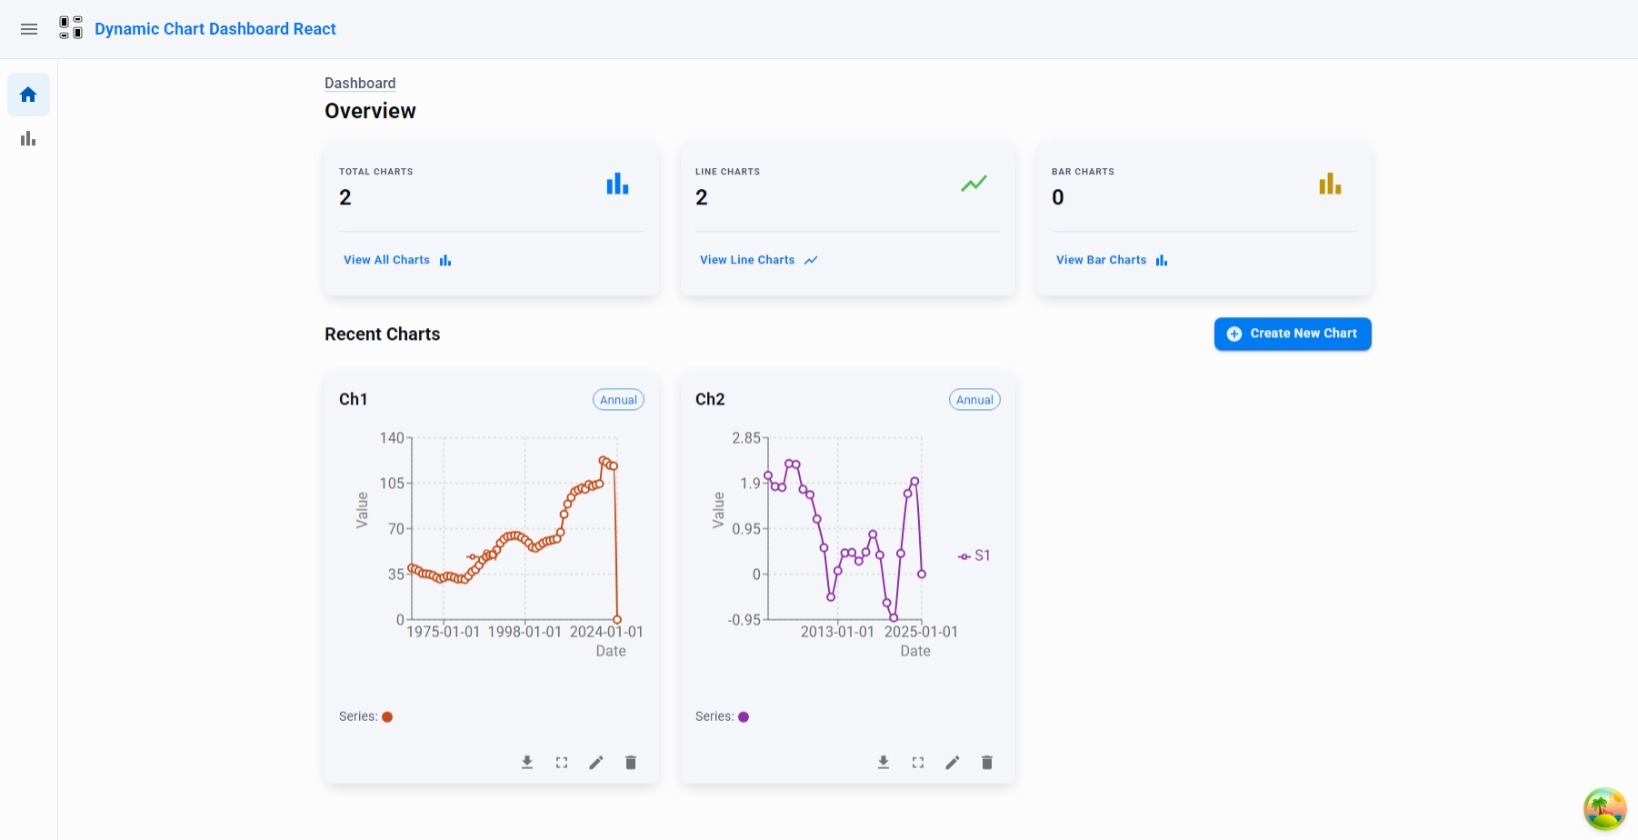 Dynamic Chart Dashboard React
Dashboard
Overview
TOTAL CHARTS
2
View All Charts
LINE CHARTS
2
View Line Charts
BAR CHARTS
0
View Bar Charts
Recent Charts
Create New Chart
Ch1
Annual
140
105
70
35
0
Value
1975-01-01 1998-01-01 2024-01-01
Date
Series:
Ch2
Annual
2.85
1.9
0.95
0
-0.95
Value
S1
2013-01-01 2025-01-01
Date
Series: